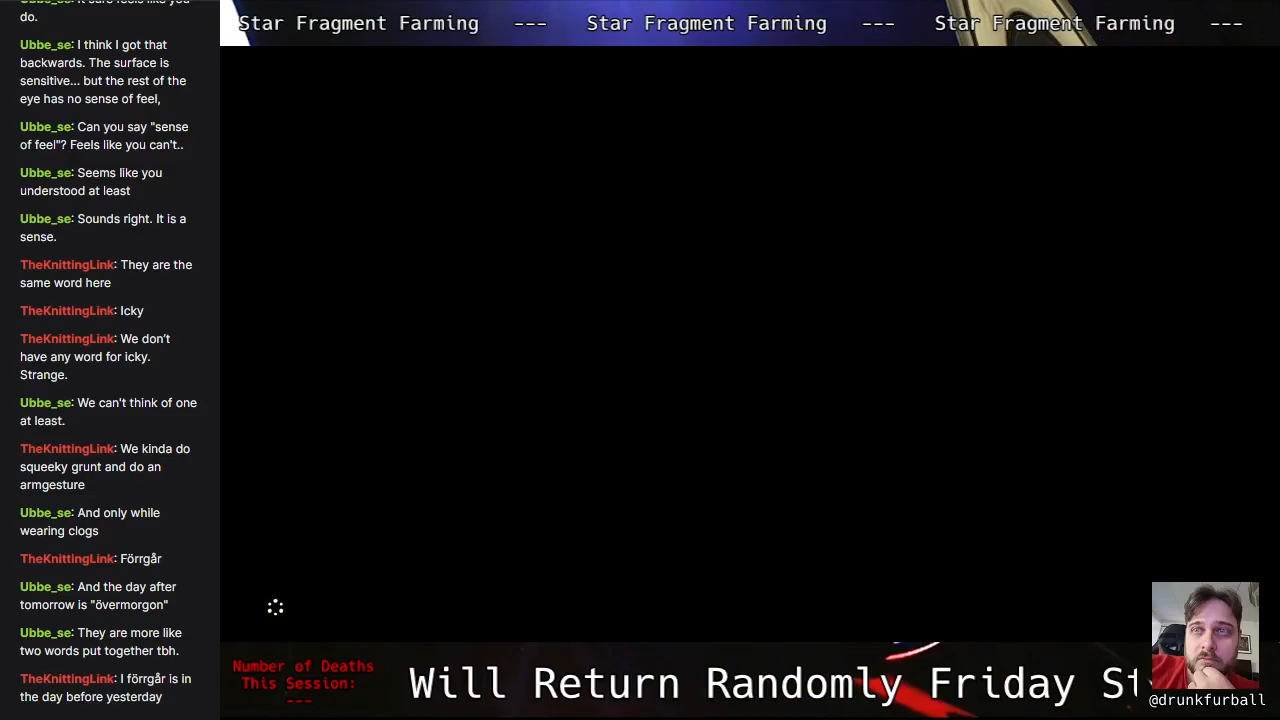 do.
Ubbe_se: I think I got that
backwards. The surface is
sensitive... but the rest of the
eye has no sense of feel,
Ubbe_se: Can you say "sense
of feel"? Feels like you can't..
Ubbe_se: Seems like you
understood at least
Ubbe_se: Sounds right. It is a
sense.
TheKnittingLink: They are the
same word here
TheKnittingLink: Icky
TheKnittingLink: We don't
have any word for icky.
Strange.
Ubbe_se: We can't think of one
at least.
TheKnittingLink: We kinda do
squeeky grunt and do an
armgesture
Ubbe_se: And only while
wearing clogs
TheKnittingLink: Förrgår
Ubbe_se: And the day after
tomorrow is "övermorgon"
Ubbe_se: They are more like
two words put together tbh.
TheKnittingLink: I förrgår is in
the day before yesterday
Star Fragment Farming --- Star Fragment Farming --- Star Fragment Farming ---
Number of Deaths
This Session:
---
Will Return Randomly Friday
@drunkfurball